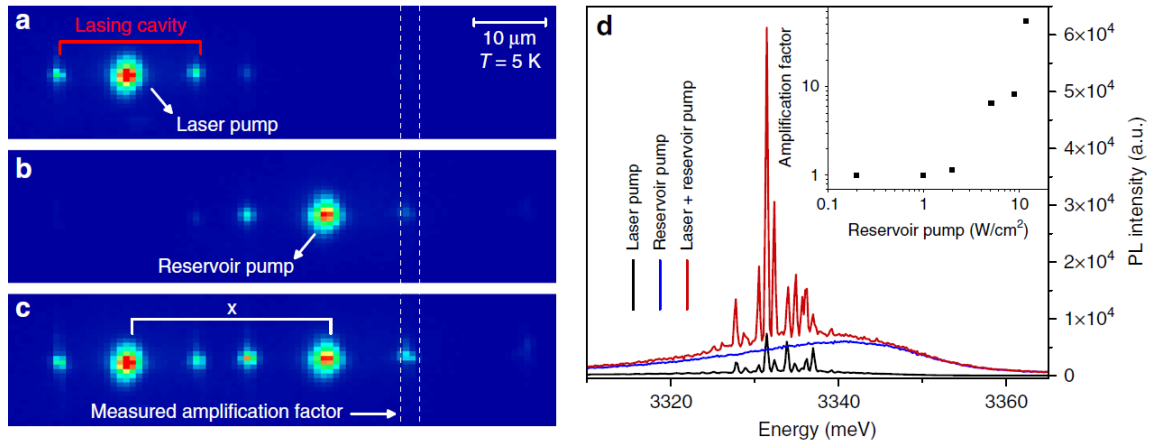 a
Lasing cavity
10 μm
T = 5 K
Laser pump
b
Reservoir pump
c
x
Measured amplification factor
d
Laser pump
Reservoir pump
Laser + reservoir pump
Amplification factor
10
1
0.1
1
10
Reservoir pump (W/cm²)
6×10⁴
5×10⁴
4×10⁴
3×10⁴
2×10⁴
1×10⁴
0
PL intensity (a.u.)
3320
3340
3360
Energy (meV)